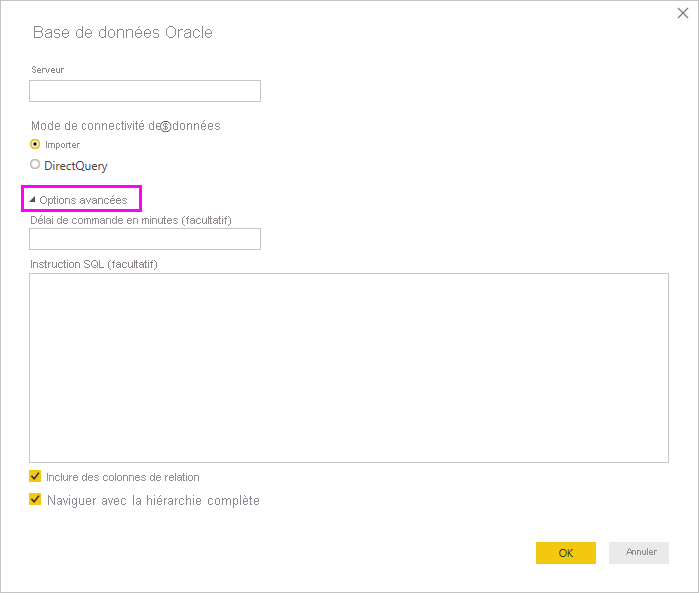 Base de données Oracle
Serveur
Mode de connectivité des données
Importer
DirectQuery
Options avancées
Délai de commande en minutes (facultatif)
Instruction SQL (facultatif)
Inclure des colonnes de relation
Naviguer avec la hiérarchie complète
OK
Annuler